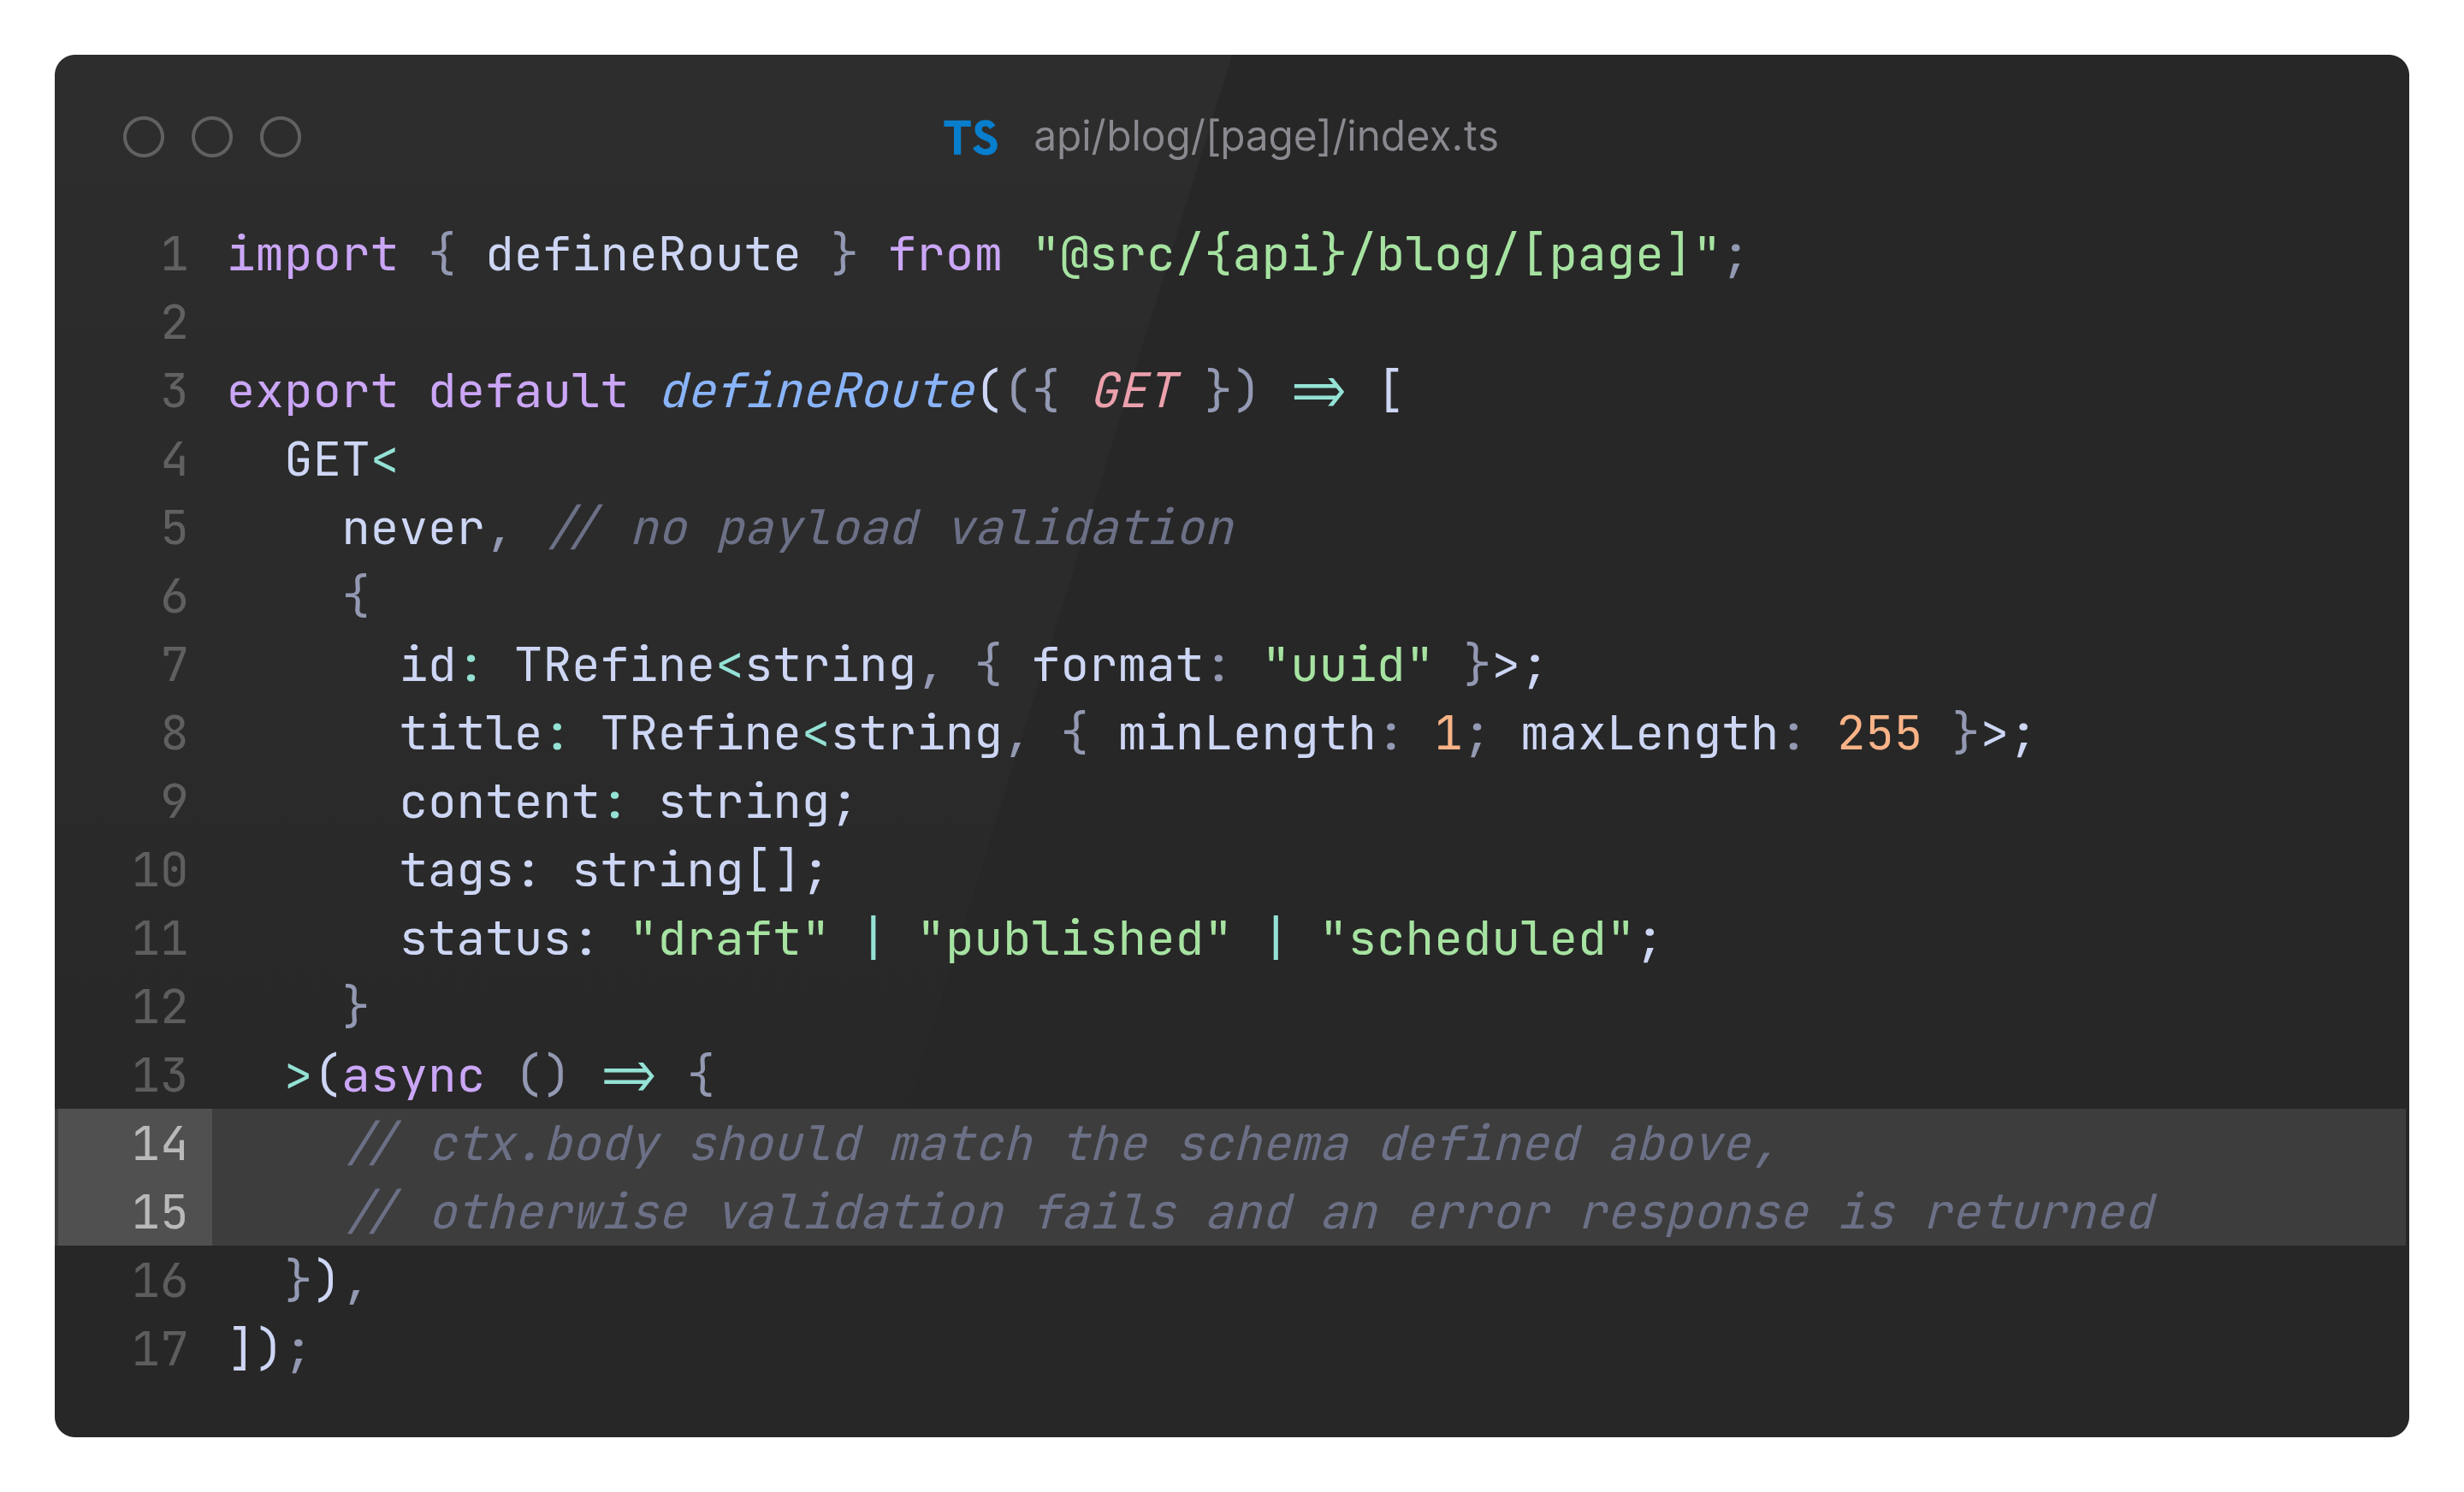 TS api/blog/[page]/index.ts
1 import { defineRoute } from "@src/{api}/blog/[page]";
2
3 export default defineRoute(({ GET }) => [
4   GET<
5     never, // no payload validation
6     {
7       id: TRefine<string, { format: "uuid" }>;
8       title: TRefine<string, { minLength: 1; maxLength: 255 }>;
9       content: string;
10       tags: string[];
11       status: "draft" | "published" | "scheduled";
12     }
13   >(async () => {
14     // ctx.body should match the schema defined above,
15     // otherwise validation fails and an error response is returned
16   }),
17 ]);